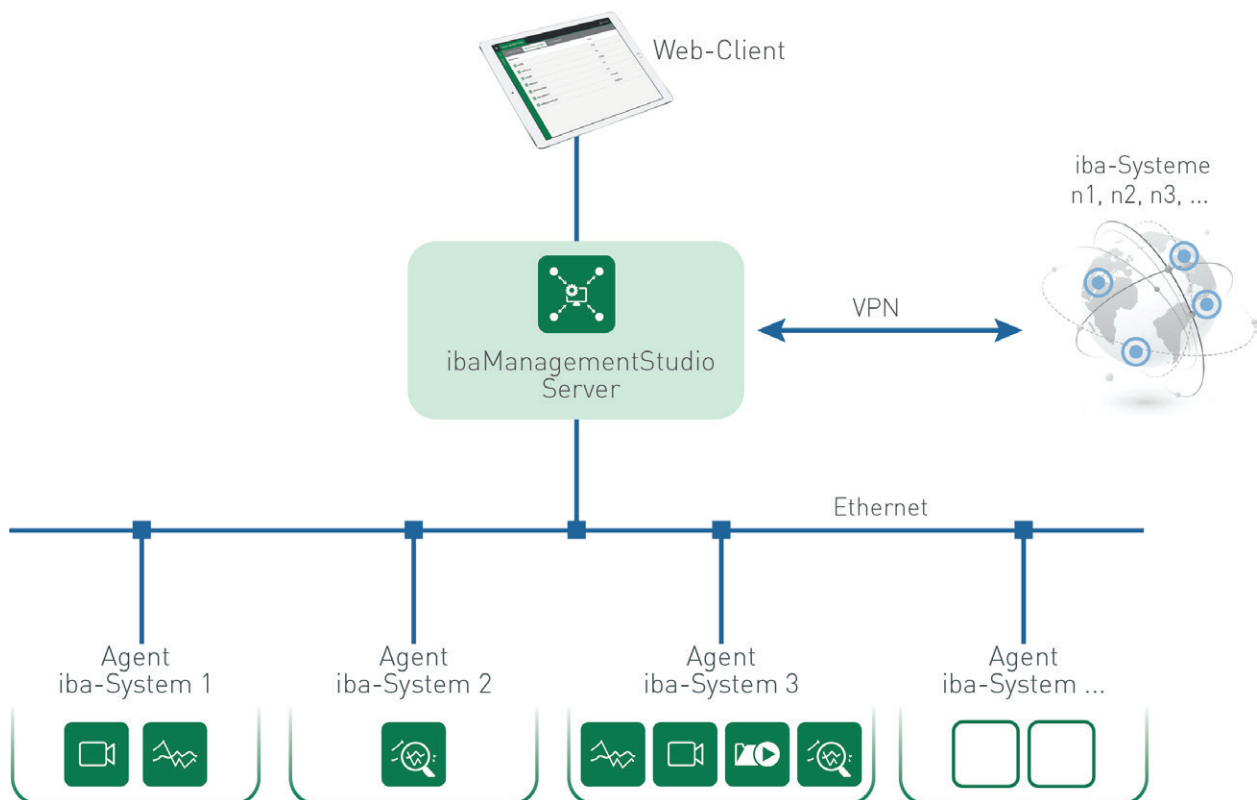 Web-Client
iba-Systeme
n1, n2, n3, ...
VPN
ibaManagementStudio
Server
Ethernet
Agent
iba-System 1
Agent
iba-System 2
Agent
iba-System 3
Agent
iba-System ...